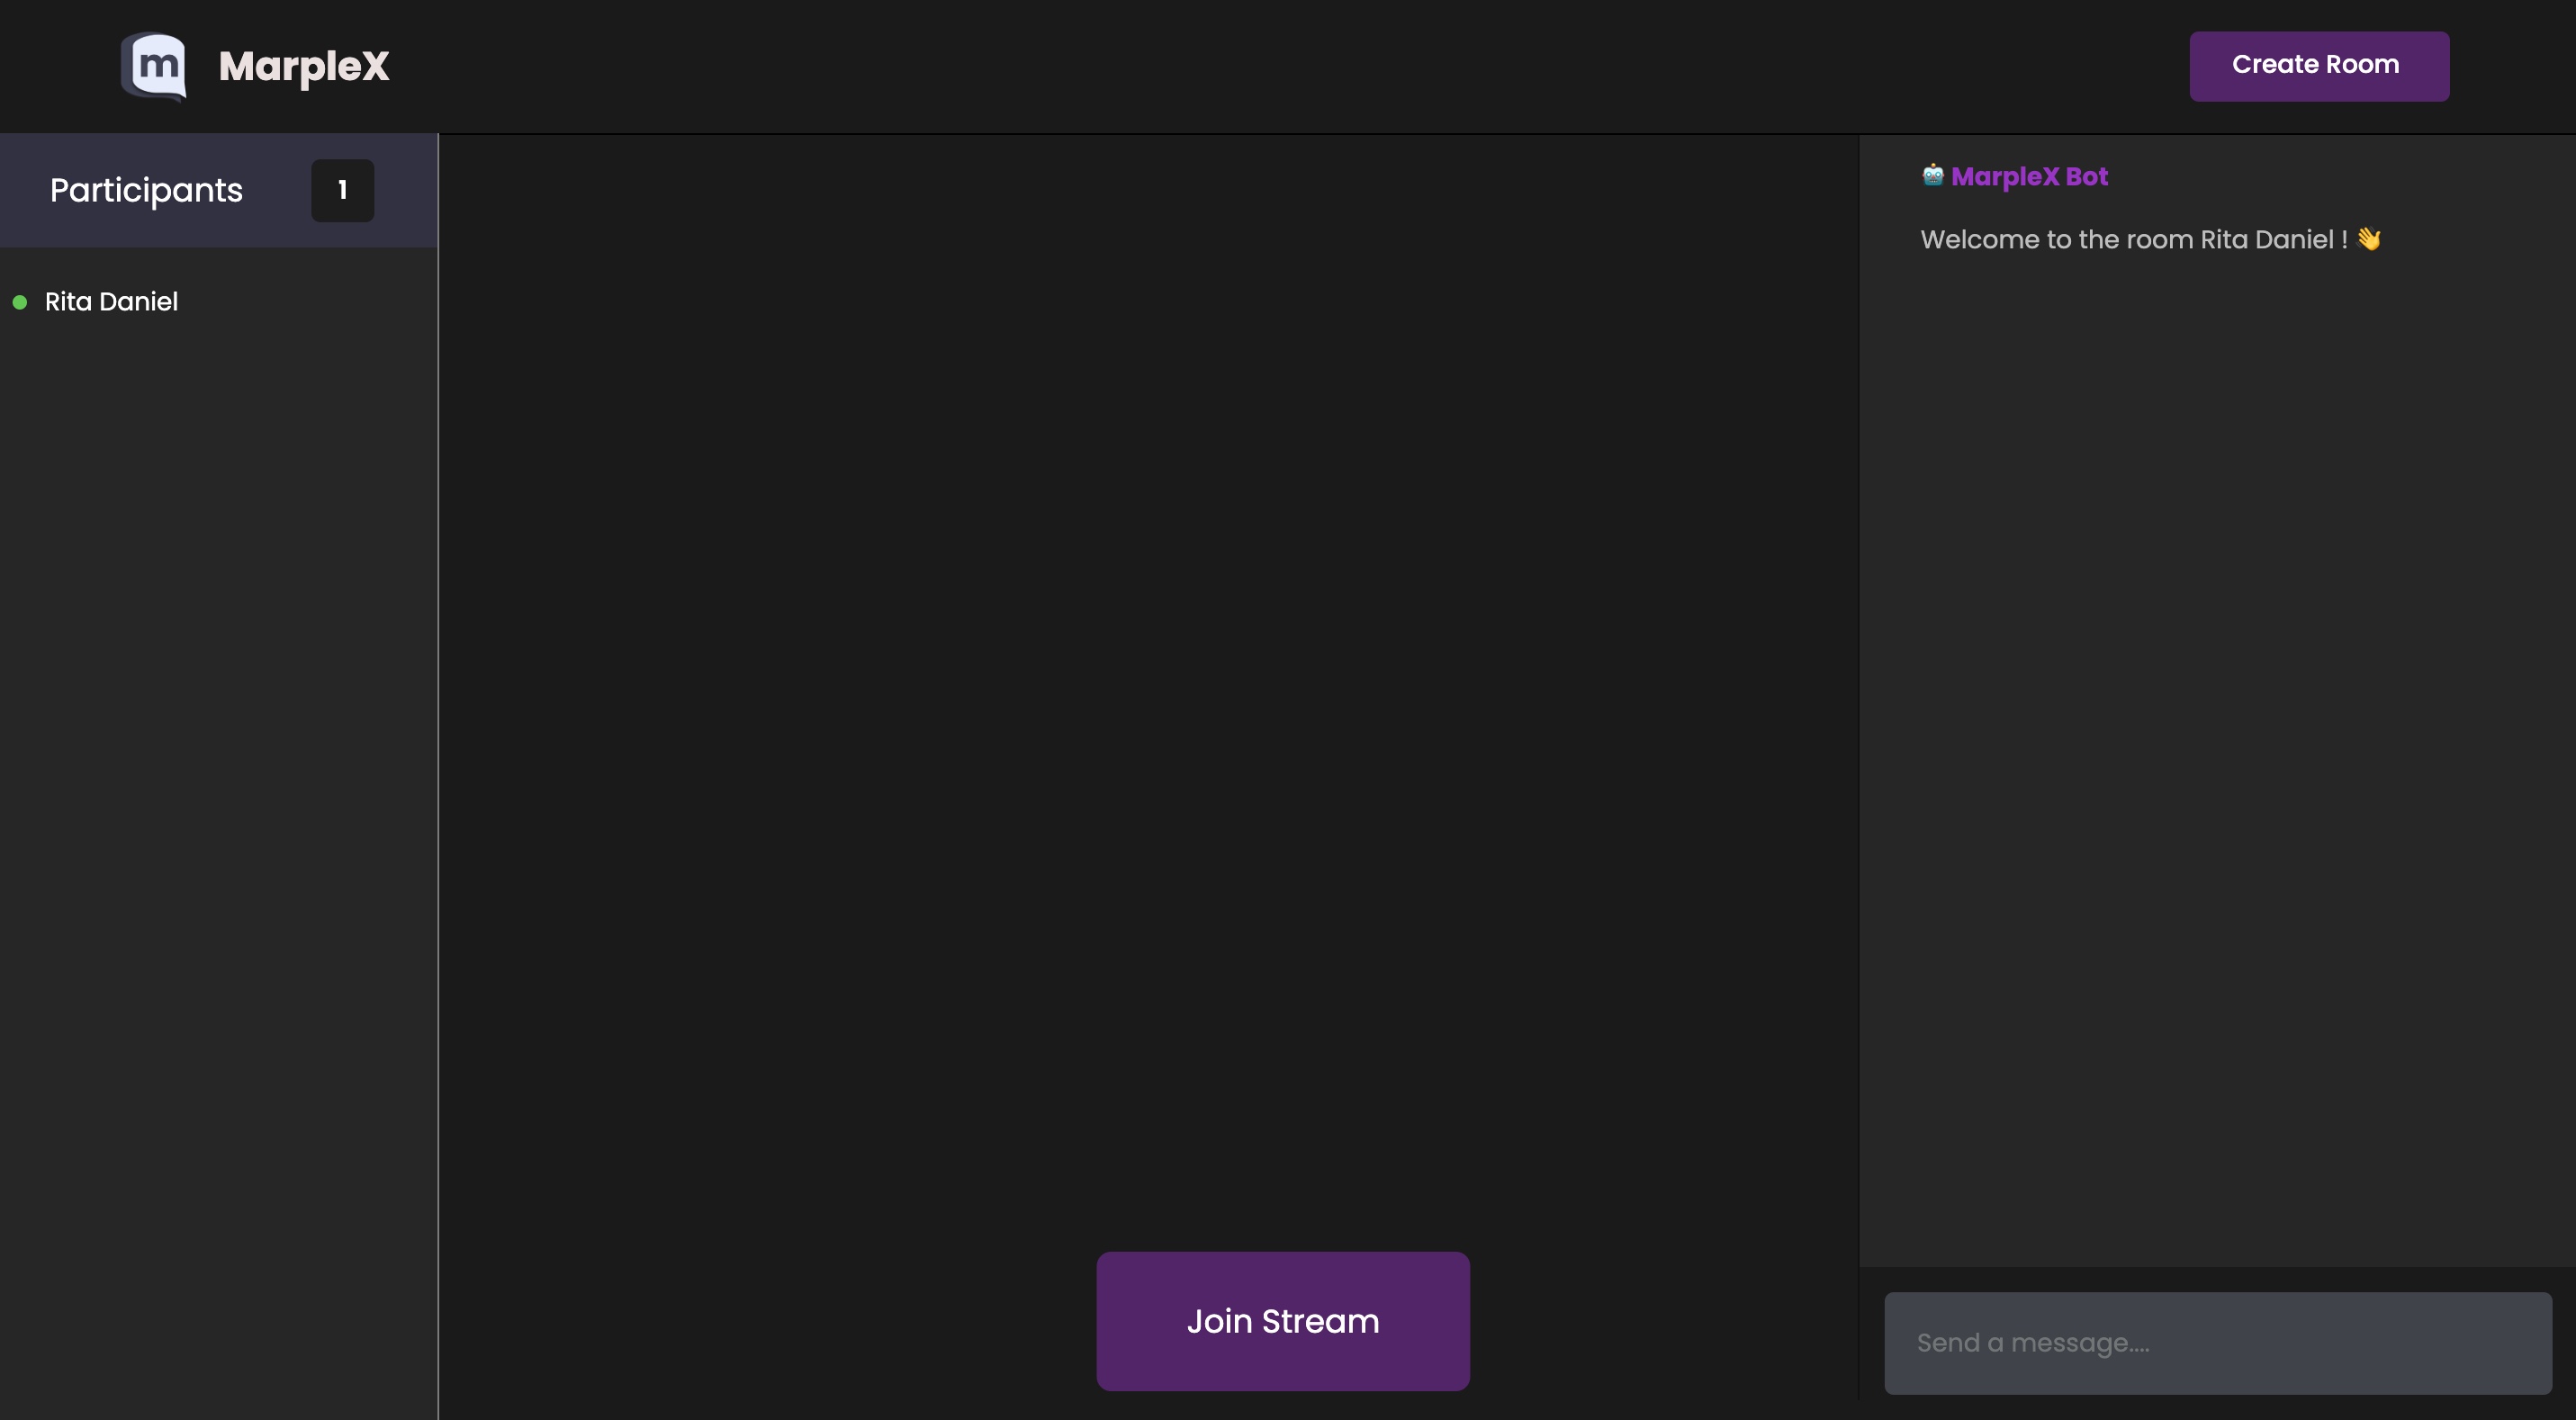 m MarpleX
Create Room
Participants 1
Rita Daniel
🤖 MarpleX Bot
Welcome to the room Rita Daniel ! 👋
Join Stream
Send a message....